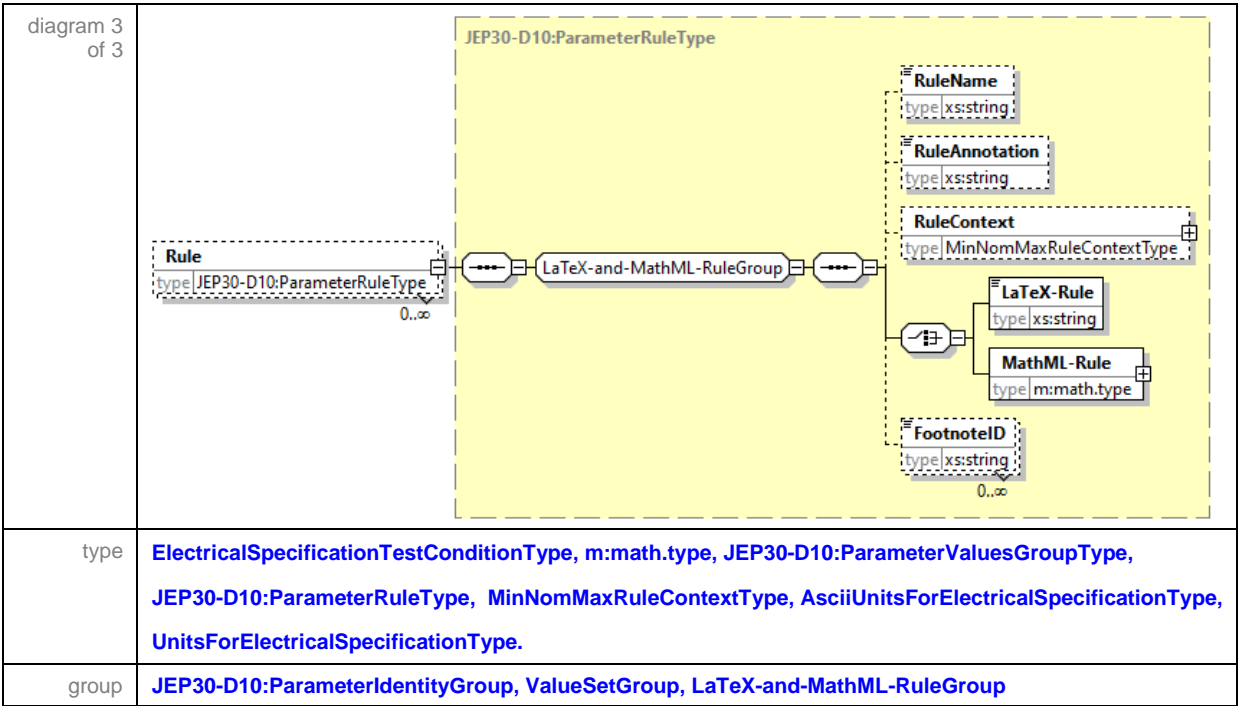 diagram 3
of 3
JEP30-D10:ParameterRuleType
RuleName
type xs:string
RuleAnnotation
type xs:string
RuleContext
type MinNomMaxRuleContextType
Rule
type JEP30-D10:ParameterRuleType
0..∞
LaTeX-and-MathML-RuleGroup
LaTeX-Rule
type xs:string
MathML-Rule
type m:math.type
FootnoteID
type xs:string
0..∞
type
ElectricalSpecificationTestConditionType, m:math.type, JEP30-D10:ParameterValuesGroupType,
JEP30-D10:ParameterRuleType, MinNomMaxRuleContextType, AsciiUnitsForElectricalSpecificationType,
UnitsForElectricalSpecificationType.
group
JEP30-D10:ParameterIdentityGroup, ValueSetGroup, LaTeX-and-MathML-RuleGroup